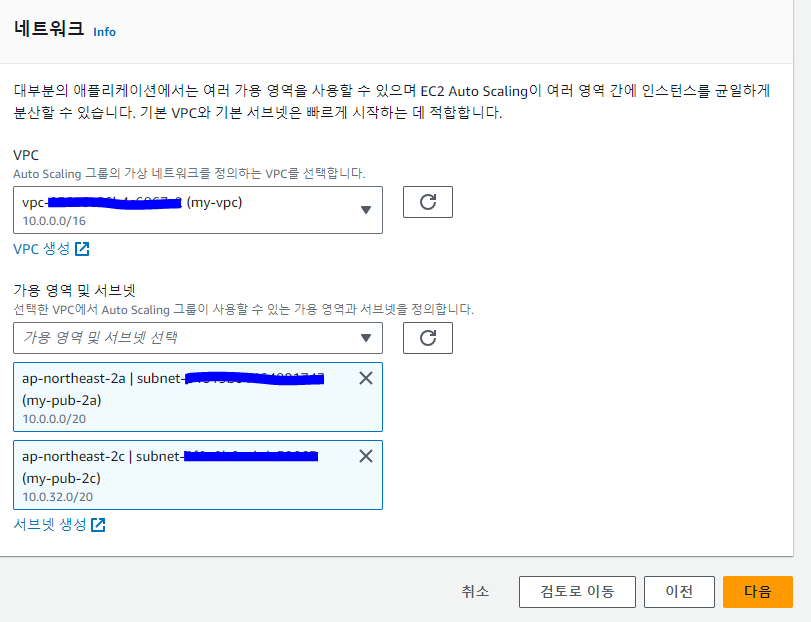 네트워크 Info
대부분의 애플리케이션에서는 여러 가용 영역을 사용할 수 있으며 EC2 Auto Scaling이 여러 영역 간에 인스턴스를 균일하게
분산할 수 있습니다. 기본 VPC와 기본 서브넷은 빠르게 시작하는 데 적합합니다.
VPC
Auto Scaling 그룹의 가상 네트워크를 정의하는 VPC를 선택합니다.
vpc- (my-vpc)
10.0.0.0/16
VPC 생성
가용 영역 및 서브넷
선택한 VPC에서 Auto Scaling 그룹이 사용할 수 있는 가용 영역과 서브넷을 정의합니다.
가용 영역 및 서브넷 선택
ap-northeast-2a | subnet-
(my-pub-2a)
10.0.0.0/20
ap-northeast-2c | subnet-
(my-pub-2c)
10.0.32.0/20
서브넷 생성
취소 검토로 이동 이전 다음